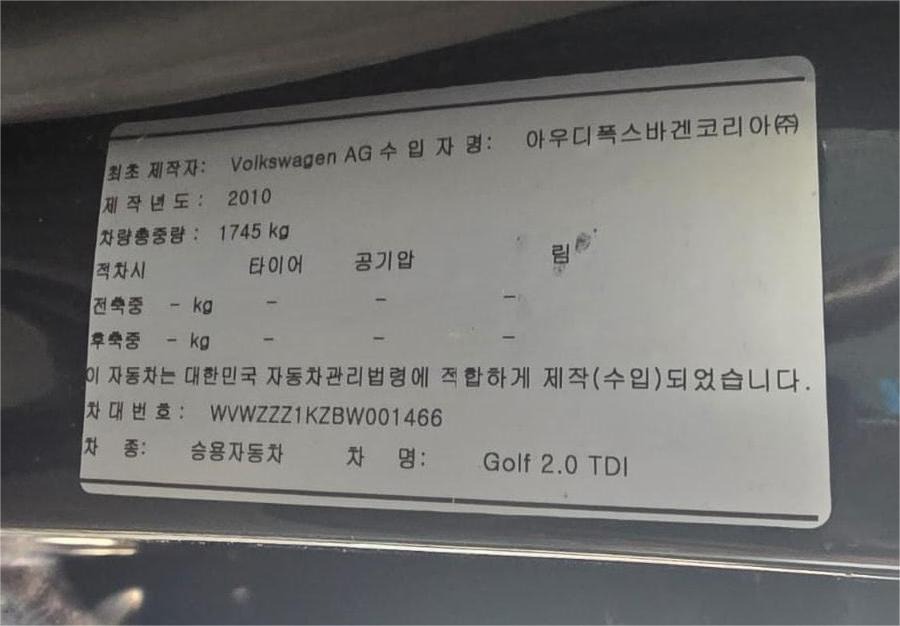 최초 제작자: Volkswagen AG 수 입 자 명: 아우디폭스바겐코리아㈜
제 작 년 도 : 2010
차량총중량 : 1745 kg
적차시 타이어 공기압 림
전축중 - kg - - -
후축중 - kg - - -
이 자동차는 대한민국 자동차관리법령에 적합하게 제작(수입)되었습니다.
차 대 번 호 : WVWZZZ1KZBW001466
차 종: 승용자동차 차 명: Golf 2.0 TDI